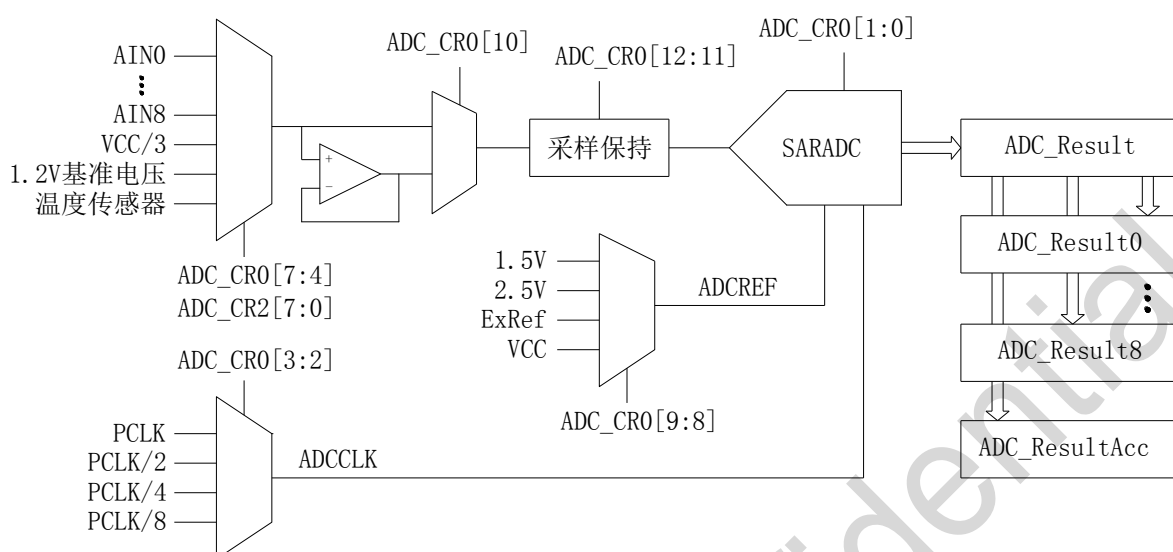 AIN0
AIN8
VCC/3
1.2V基准电压
温度传感器
ADC_CR0[7:4]
ADC_CR2[7:0]
ADC_CR0[10]
ADC_CR0[12:11]
采样保持
ADC_CR0[1:0]
SARADC
ADC_Result
ADC_Result0
ADC_Result8
ADC_ResultAcc
1.5V
2.5V
ExRef
VCC
ADCREF
ADC_CR0[9:8]
ADC_CR0[3:2]
PCLK
PCLK/2
PCLK/4
PCLK/8
ADCCLK
+
-